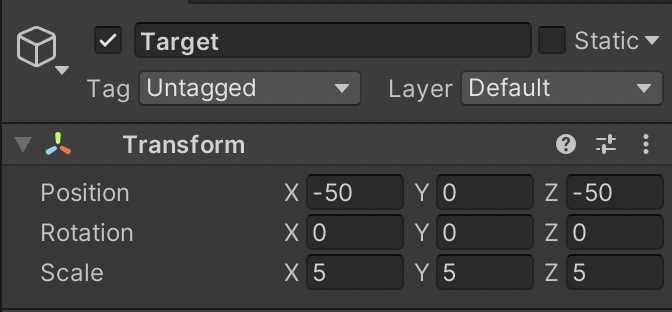 Target Static
Tag Untagged Layer Default
Transform
Position X -50 Y 0 Z -50
Rotation X 0 Y 0 Z 0
Scale X 5 Y 5 Z 5